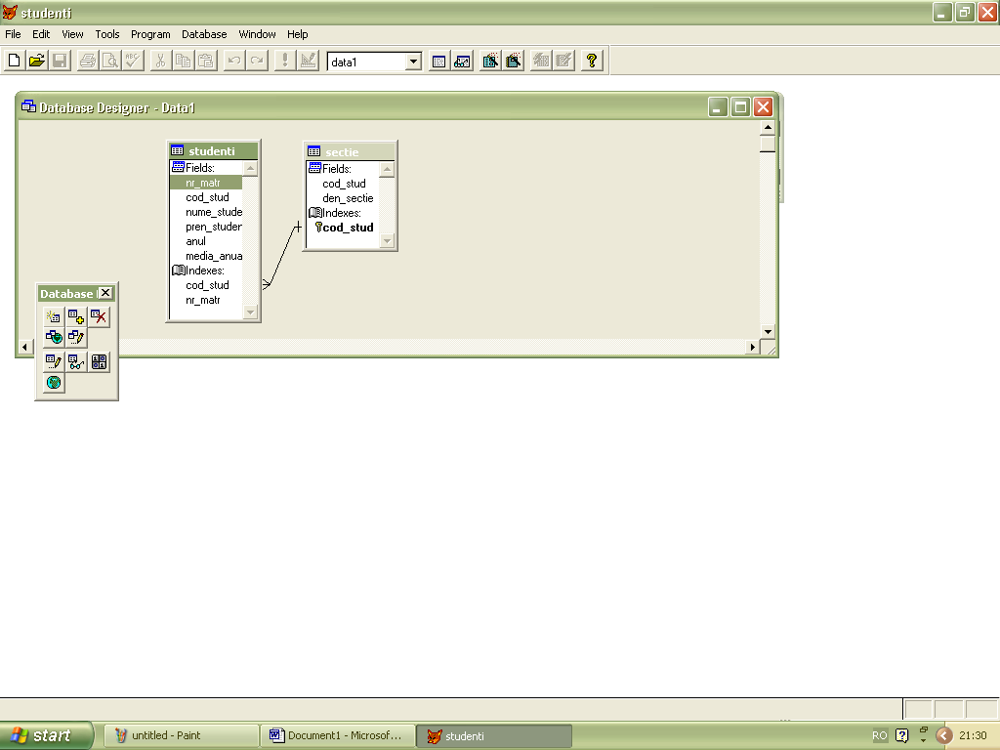 studenti
File Edit View Tools Program Database Window Help
data1
Database Designer - Data1
studenti
Fields:
nr_matr
cod_stud
nume_stude
pren_studer
anul
media_anua
Indexes:
cod_stud
nr_matr
sectie
Fields:
cod_stud
den_sectie
Indexes:
cod_stud
Database
start
untitled - Paint
Document1 - Microsof...
studenti
RO
21:30